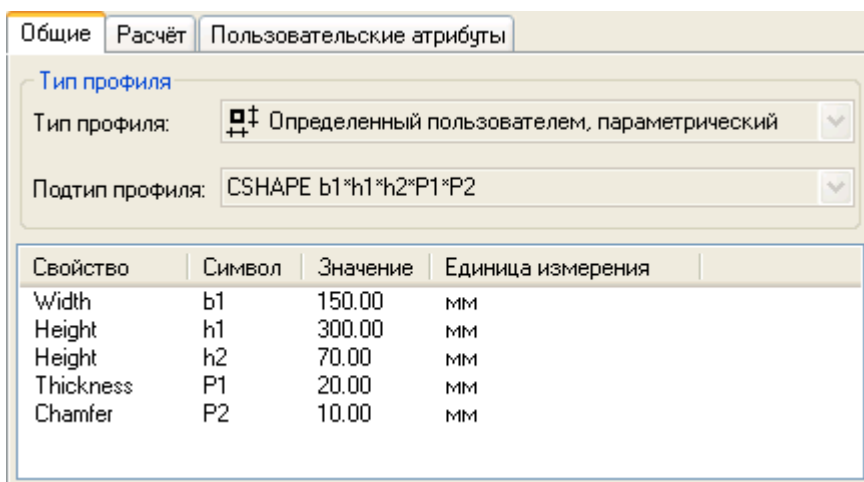 Общие Расчёт Пользовательские атрибуты
Тип профиля
Тип профиля: Определенный пользователем, параметрический
Подтип профиля: CSHAPE b1*h1*h2*P1*P2
Свойство Символ Значение Единица измерения
Width b1 150.00 мм
Height h1 300.00 мм
Height h2 70.00 мм
Thickness P1 20.00 мм
Chamfer P2 10.00 мм